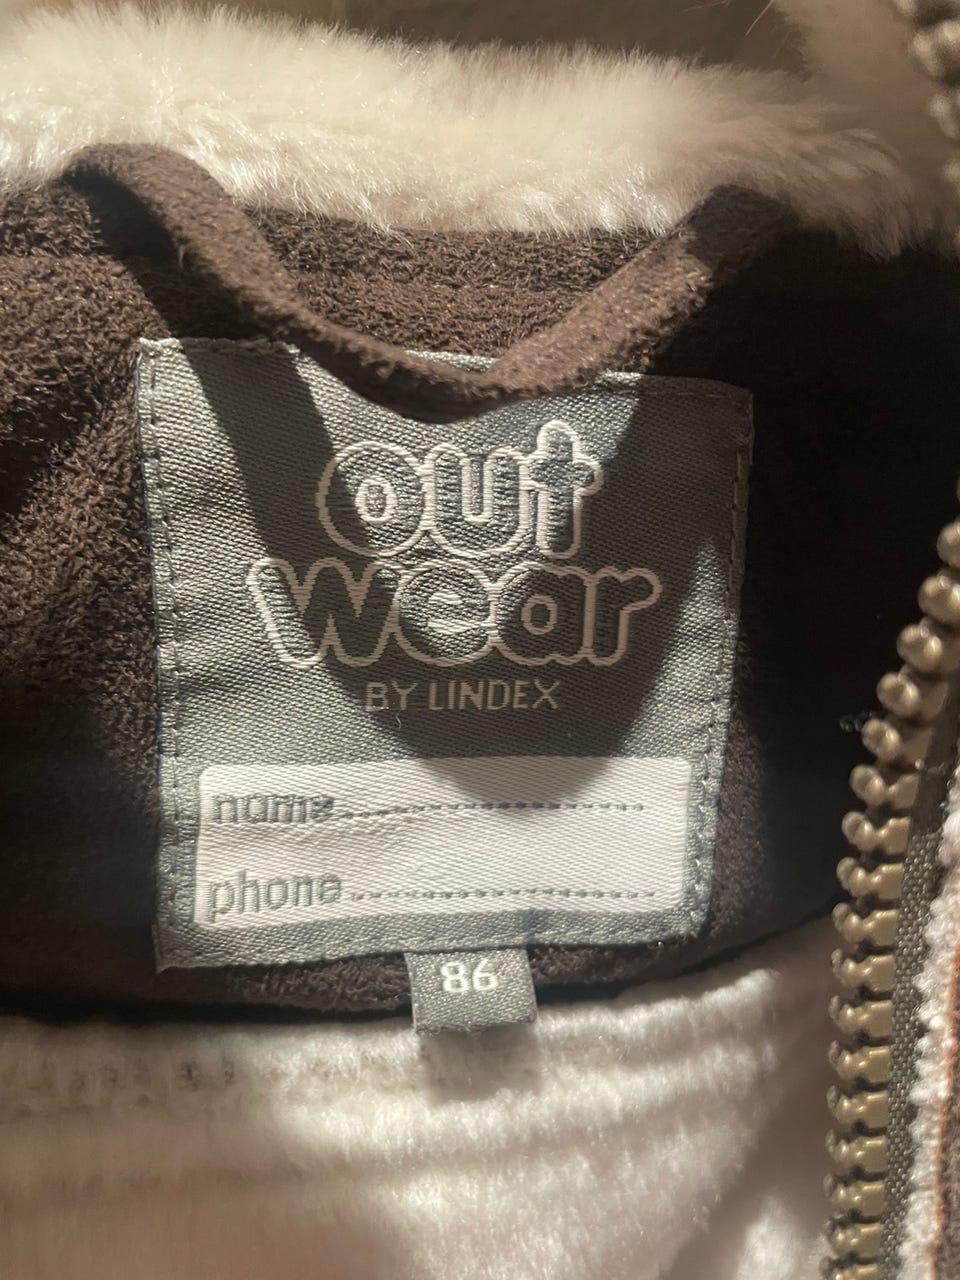 out
wear
BY LINDEX
name..............................
phone..............................
86